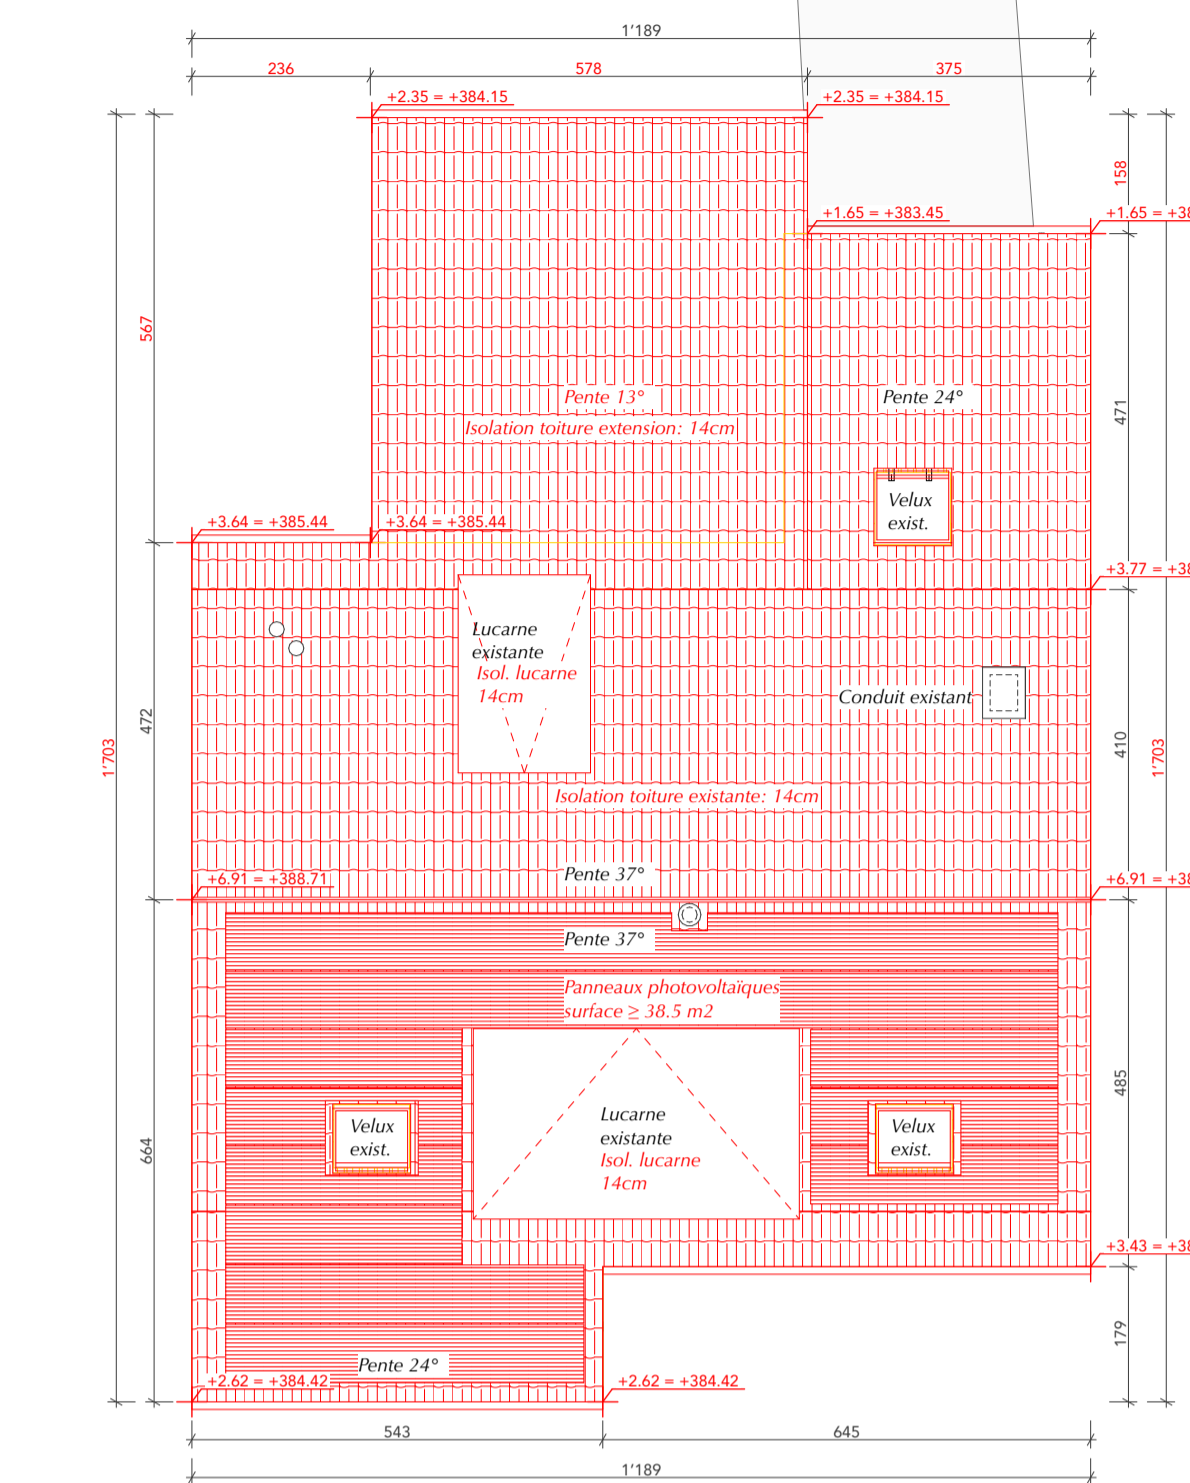 1'189
236
578
375
+2.35 = +384.15
+2.35 = +384.15
158
+1.65 = +383.45
+1.65 = +38
567
Pente 13°
Pente 24°
Isolation toiture extension: 14cm
471
Velux
exist.
+3.64 = +385.44
+3.64 = +385.44
+3.77 = +38
Lucarne
existante
Isol. lucarne
14cm
Conduit existant
472
410
1'703
1'703
Isolation toiture existante: 14cm
Pente 37°
+6.91 = +388.71
+6.91 = +38
Pente 37°
Panneaux photovoltaïques
surface ≥ 38.5 m2
485
Lucarne
existante
Isol. lucarne
14cm
Velux
exist.
Velux
exist.
664
+3.43 = +38
179
Pente 24°
+2.62 = +384.42
+2.62 = +384.42
543
645
1'189